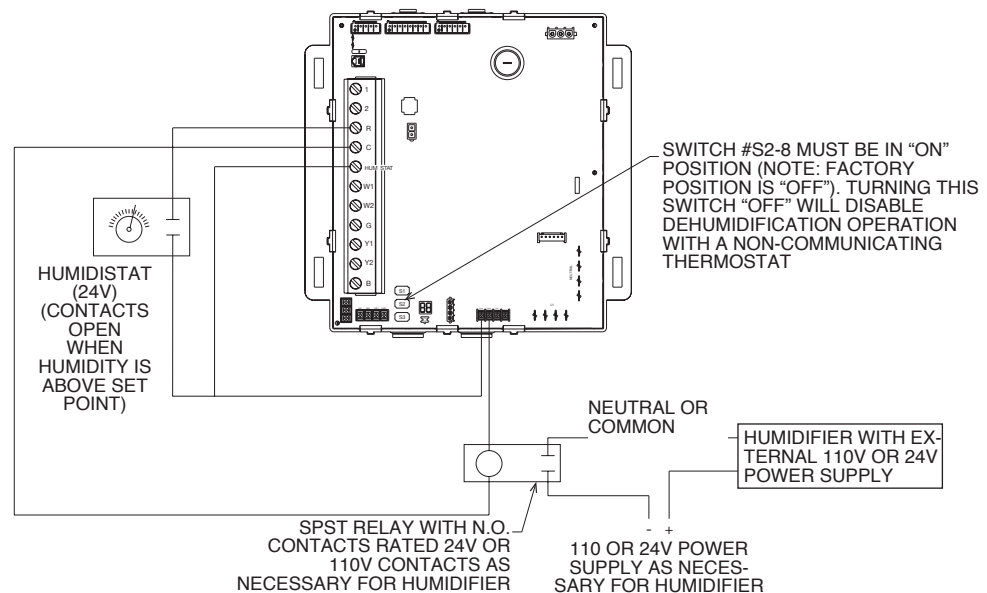 1
2
R
C
HUMISTAT
W1
W2
G
Y1
Y2
B
S1
S2
S3
NEUTRAL
SWITCH #S2-8 MUST BE IN “ON”
POSITION (NOTE: FACTORY
POSITION IS “OFF”). TURNING THIS
SWITCH “OFF” WILL DISABLE
DEHUMIDIFICATION OPERATION
WITH A NON-COMMUNICATING
THERMOSTAT
HUMIDISTAT
(24V)
(CONTACTS
OPEN
WHEN
HUMIDITY IS
ABOVE SET
POINT)
NEUTRAL OR
COMMON
HUMIDIFIER WITH EX-
TERNAL 110V OR 24V
POWER SUPPLY
SPST RELAY WITH N.O.
CONTACTS RATED 24V OR
110V CONTACTS AS
NECESSARY FOR HUMIDIFIER
- +
110 OR 24V POWER
SUPPLY AS NECES-
SARY FOR HUMIDIFIER